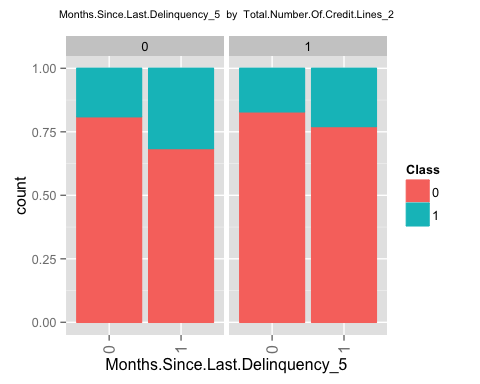 Months.Since.Last.Delinquency_5 by Total.Number.Of.Credit.Lines_2
0 1
1.00
0.75
0.50
0.25
0.00
count
0 1 0 1
Months.Since.Last.Delinquency_5
Class
0
1